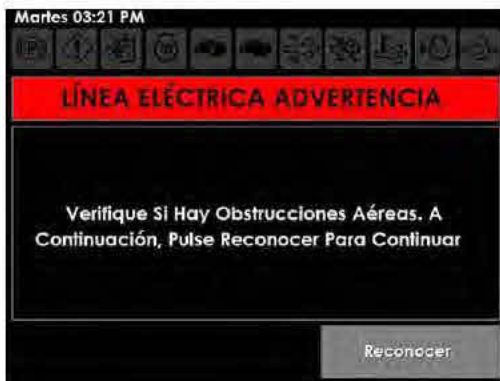 Martes 03:21 PM
LÍNEA ELÉCTRICA ADVERTENCIA
Verifique Si Hay Obstrucciones Aéreas. A
Continuación, Pulse Reconocer Para Continuar
Reconocer